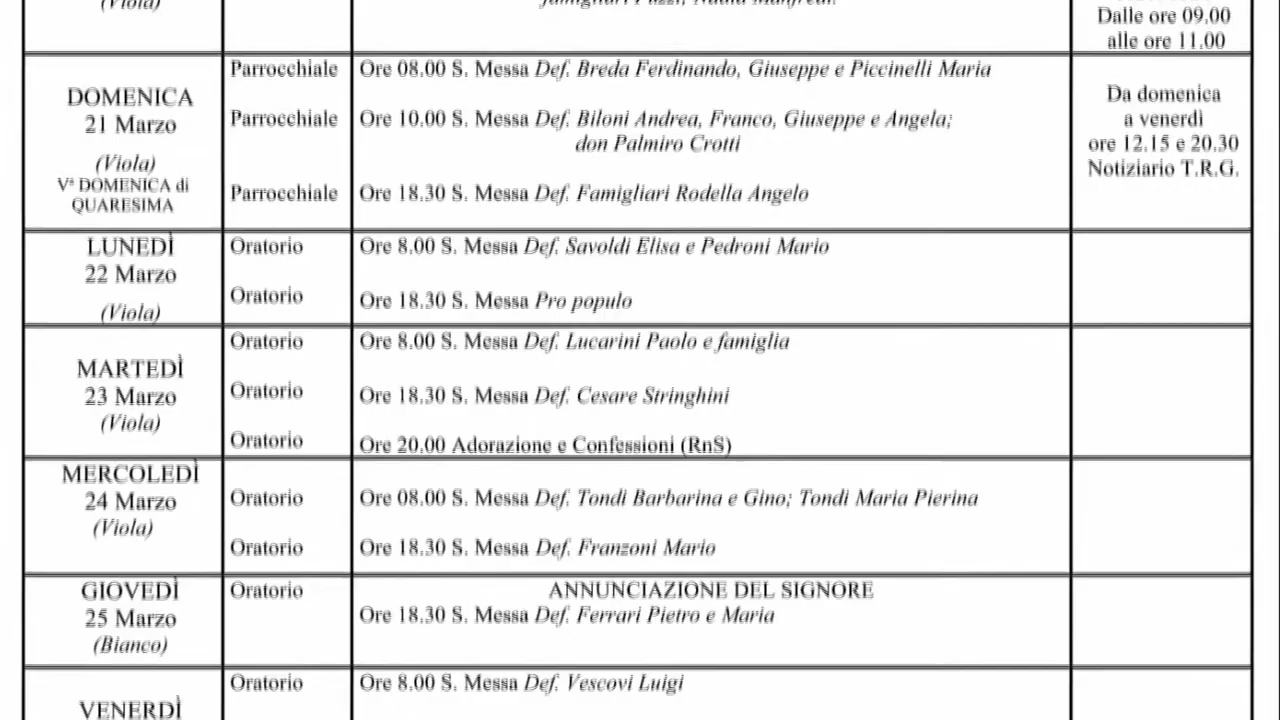 (Viola)
Dalle ore 09.00
alle ore 11.00
DOMENICA
21 Marzo
(Viola)
Vª DOMENICA di
QUARESIMA
Parrocchiale Ore 08.00 S. Messa Def. Breda Ferdinando, Giuseppe e Piccinelli Maria
Parrocchiale Ore 10.00 S. Messa Def. Biloni Andrea, Franco, Giuseppe e Angela;
don Palmiro Crotti
Parrocchiale Ore 18.30 S. Messa Def. Famigliari Rodella Angelo
Da domenica
a venerdì
ore 12.15 e 20.30
Notiziario T.R.G.
LUNEDÌ
22 Marzo
(Viola)
Oratorio Ore 8.00 S. Messa Def. Savoldi Elisa e Pedroni Mario
Oratorio Ore 18.30 S. Messa Pro populo
MARTEDÌ
23 Marzo
(Viola)
Oratorio Ore 8.00 S. Messa Def. Lucarini Paolo e famiglia
Oratorio Ore 18.30 S. Messa Def. Cesare Stringhini
Oratorio Ore 20.00 Adorazione e Confessioni (RnS)
MERCOLEDÌ
24 Marzo
(Viola)
Oratorio Ore 08.00 S. Messa Def. Tondi Barbarina e Gino; Tondi Maria Pierina
Oratorio Ore 18.30 S. Messa Def. Franzoni Mario
GIOVEDÌ
25 Marzo
(Bianco)
Oratorio ANNUNCIAZIONE DEL SIGNORE
Ore 18.30 S. Messa Def. Ferrari Pietro e Maria
VENERDÌ
Oratorio Ore 8.00 S. Messa Def. Vescovi Luigi